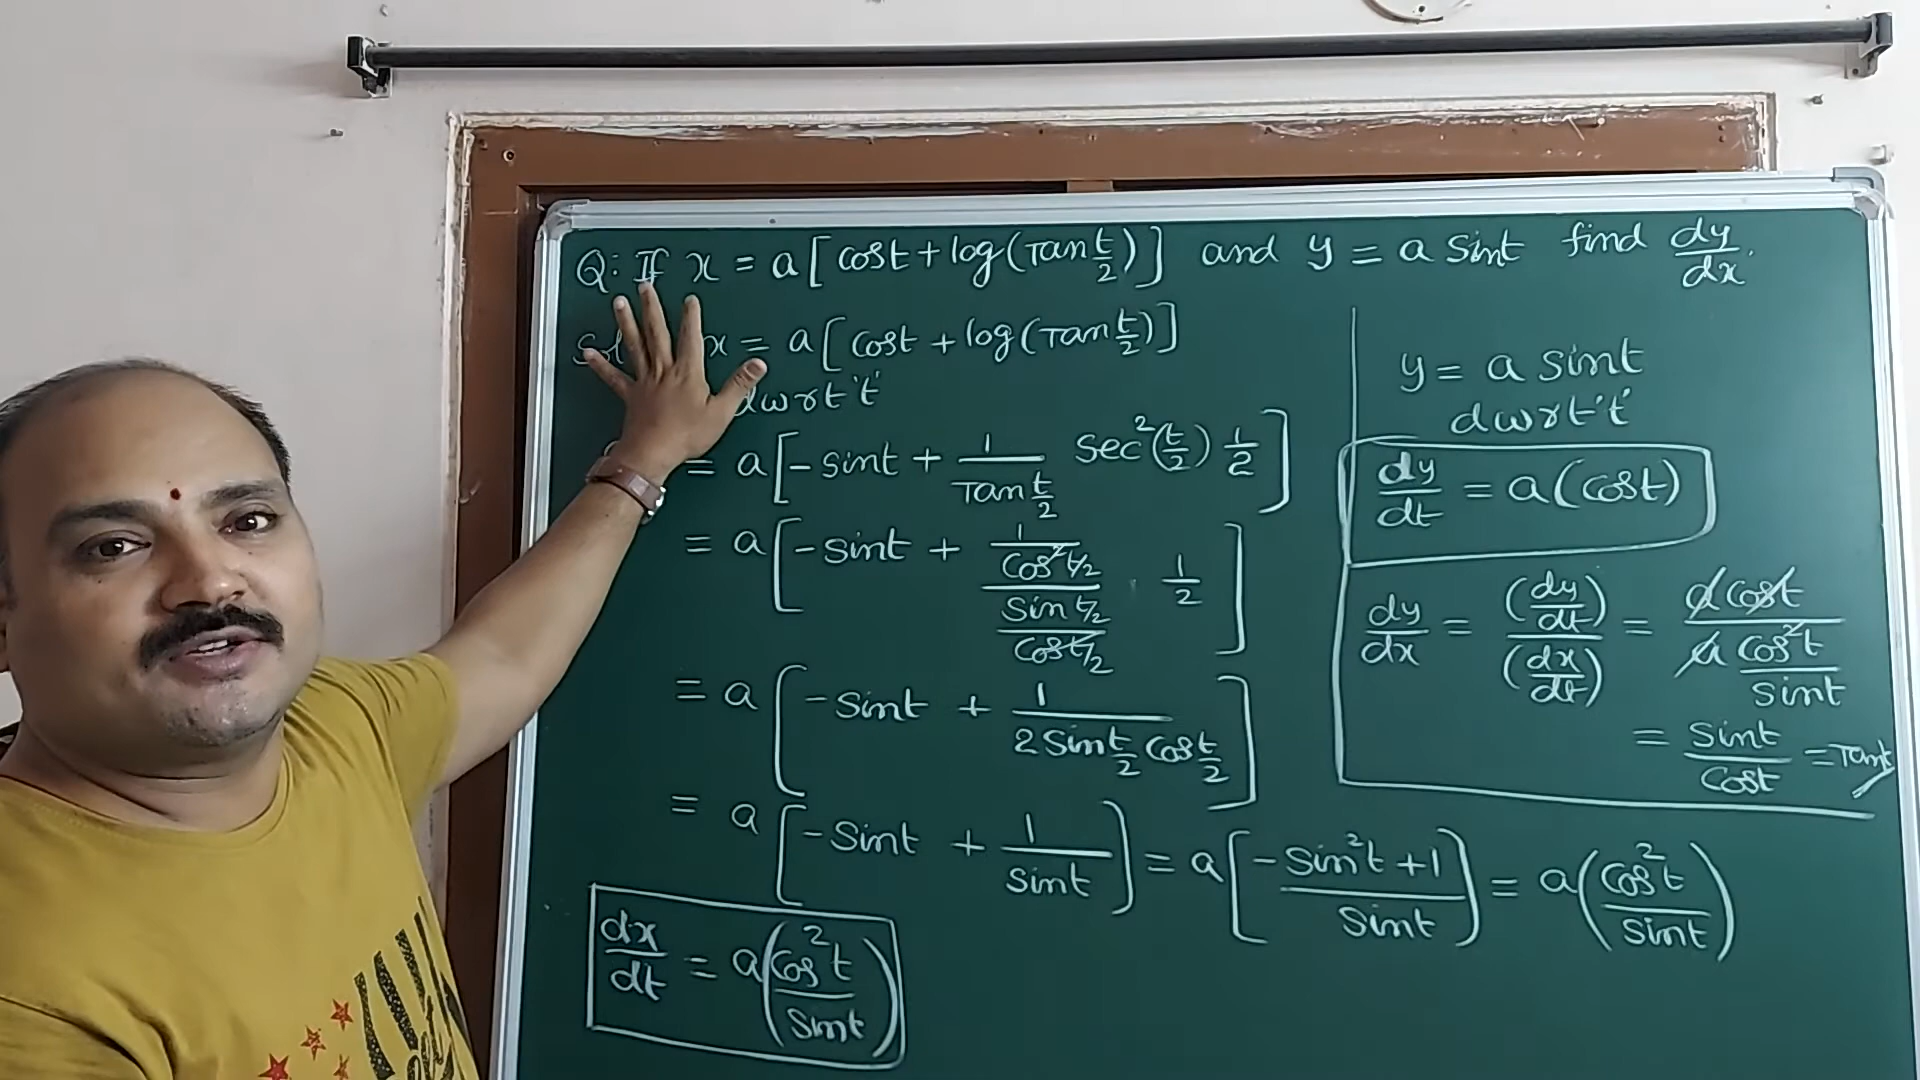 Q: If x = a[cost + log(Tan t/2)] and y = a sint find dy/dx.
Sol x = a[cost + log(Tan t/2)]
dwrt 't'
= a[-sint + 1/(Tan t/2) sec²(t/2) 1/2]
= a[-sint + (1/(cos² t/2))/((sin t/2)/(cos t/2)) · 1/2]
= a[-sint + 1/(2 sin t/2 cos t/2)]
= a[-sint + 1/sint] = a[(-sin²t + 1)/sint] = a(cos²t/sint)
dx/dt = a(cos²t/sint)
y = a sint
dwrt 't'
dy/dt = a(cost)
dy/dx = (dy/dt)/(dx/dt) = a cost/(a cos²t/sint)
= sint/cost = Tant